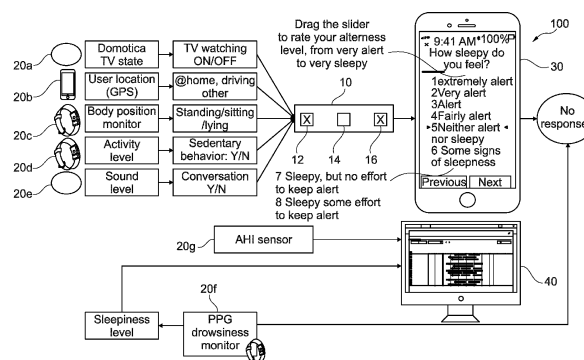 Drag the slider
to rate your alterness
level, from very alert
to very sleepy
100
20a
Domotica
TV state
TV watching
ON/OFF
20b
User location
(GPS)
@home, driving
other
20c
Body position
monitor
Standing/sitting
/lying
20d
Activity
level
Sedentary
behavior: Y/N
20e
Sound
level
Conversation
Y/N
10
X
X
12
14
16
9:41 AM 100%
How sleepy do
you feel?
1extremely alert
2Very alert
3Alert
4Fairly alert
5Neither alert
nor sleepy
6 Some signs
of sleepness
Previous
Next
30
No
response
7 Sleepy, but no effort
to keep alert
8 Sleepy some effort
to keep alert
20g
AHI sensor
40
20f
Sleepiness
level
PPG
drowsiness
monitor